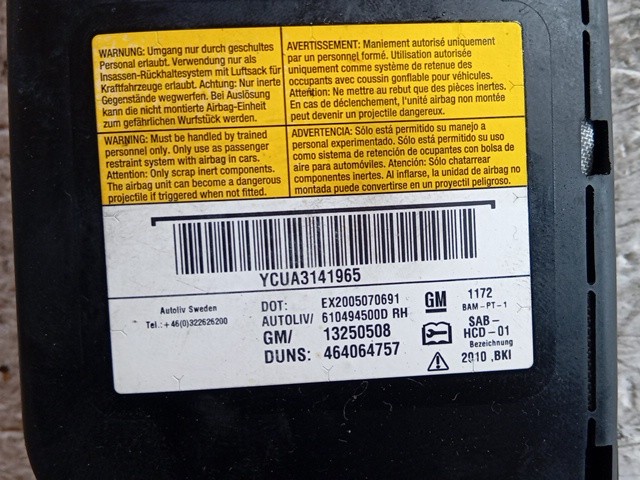 WARNUNG: Umgang nur durch geschultes
Personal erlaubt. Verwendung nur als
Insassen-Rückhaltesystem mit Luftsack für
Kraftfahrzeuge erlaubt. Achtung: Nur inerte
Gegenstände wegwerfen. Bei Auslösung
kann die nicht montierte Airbag-Einheit
zum gefährlichen Wurfstück werden.
AVERTISSEMENT: Maniement autorisé uniquement
par un personnel formé. Utilisation autorisée
uniquement comme système de retenue des
occupants avec coussin gonflable pour véhicules.
Attention: Ne mettre au rebut que des pièces inertes.
En cas de déclenchement, l'unité airbag non montée
peut devenir un projectile dangereux.
WARNING: Must be handled by trained
personnel only. Only use as passenger
restraint system with airbag in cars.
Attention: Only scrap inert components.
The airbag unit can become a dangerous
projectile if triggered when not fitted.
ADVERTENCIA: Sólo está permitido su manejo a
personal experimentado. Sólo está permitido su uso
como sistema de retención de ocupantes con bolsa de
aire para automóviles. Atención: Sólo chatarrear
componentes inertes. Al inflarse, la unidad de airbag no
montada puede convertirse en un proyectil peligroso.
YCUA3141965
Autoliv Sweden
Tel.: +46(0)322626200
DOT: EX2005070691
AUTOLIV/ 610494500D RH
GM/ 13250508
DUNS: 464064757
GM 1172
BAM-PT-1
SAB-
HCD-01
Bezeichnung
2010 ,BKI